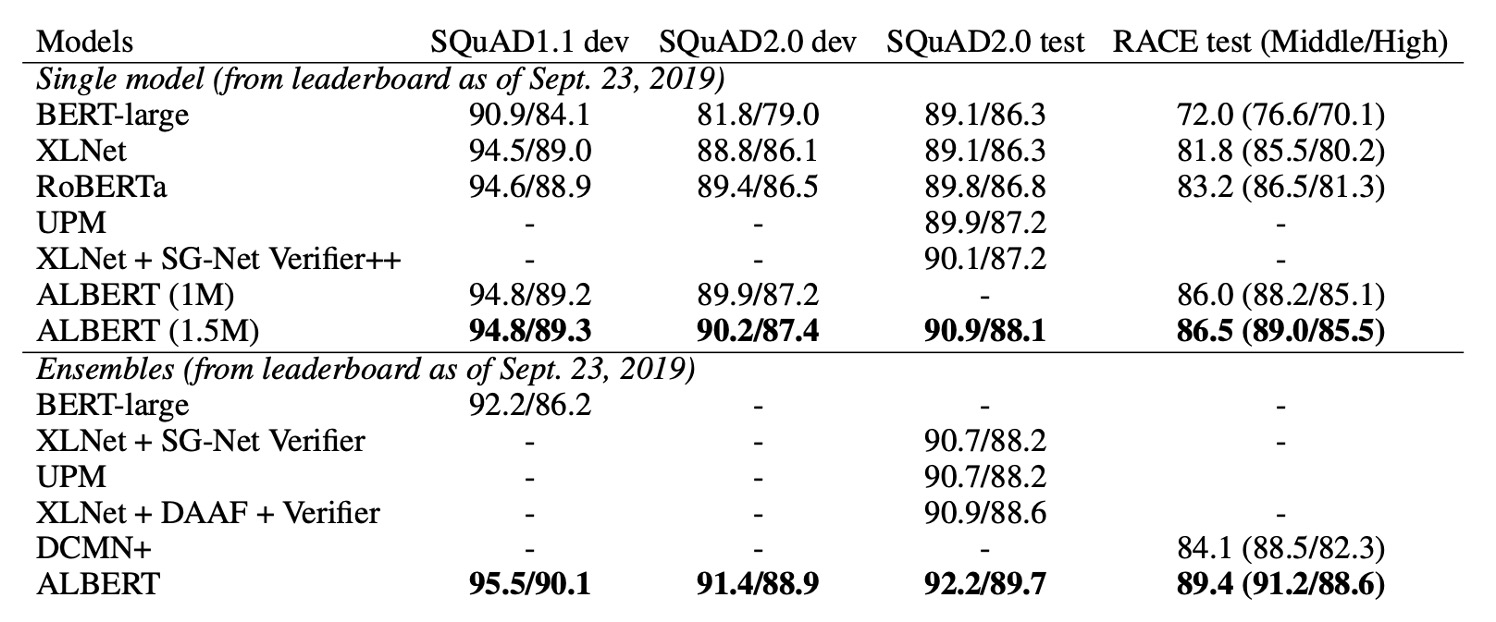 Models SQuAD1.1 dev SQuAD2.0 dev SQuAD2.0 test RACE test (Middle/High)
Single model (from leaderboard as of Sept. 23, 2019)
BERT-large 90.9/84.1 81.8/79.0 89.1/86.3 72.0 (76.6/70.1)
XLNet 94.5/89.0 88.8/86.1 89.1/86.3 81.8 (85.5/80.2)
RoBERTa 94.6/88.9 89.4/86.5 89.8/86.8 83.2 (86.5/81.3)
UPM - - 89.9/87.2 -
XLNet + SG-Net Verifier++ - - 90.1/87.2 -
ALBERT (1M) 94.8/89.2 89.9/87.2 - 86.0 (88.2/85.1)
ALBERT (1.5M) 94.8/89.3 90.2/87.4 90.9/88.1 86.5 (89.0/85.5)
Ensembles (from leaderboard as of Sept. 23, 2019)
BERT-large 92.2/86.2 - - -
XLNet + SG-Net Verifier - - 90.7/88.2 -
UPM - - 90.7/88.2
XLNet + DAAF + Verifier - - 90.9/88.6 -
DCMN+ - - - 84.1 (88.5/82.3)
ALBERT 95.5/90.1 91.4/88.9 92.2/89.7 89.4 (91.2/88.6)